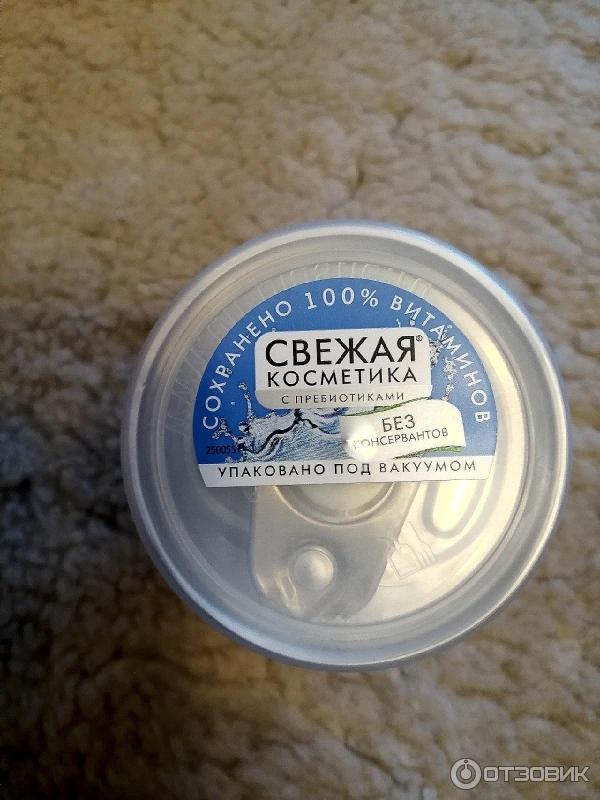 СОХРАНЕНО 100% ВИТАМИНОВ
СВЕЖАЯ®
КОСМЕТИКА
С ПРЕБИОТИКАМИ
БЕЗ
КОНСЕРВАНТОВ
УПАКОВАНО ПОД ВАКУУМОМ
ОТЗОВИК